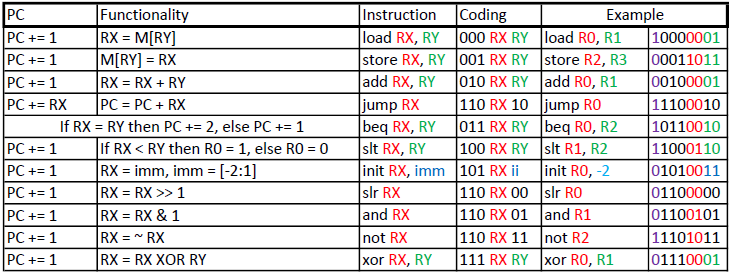 PC Functionality Instruction Coding Example
PC += 1 RX = M[RY] load RX, RY 000 RX RY load R0, R1 10000001
PC += 1 M[RY] = RX store RX, RY 001 RX RY store R2, R3 00011011
PC += 1 RX = RX + RY add RX, RY 010 RX RY add R0, R1 00100001
PC += RX PC = PC + RX jump RX 110 RX 10 jump R0 11100010
If RX = RY then PC += 2, else PC += 1 beq RX, RY 011 RX RY beq R0, R2 10110010
PC += 1 If RX < RY then R0 = 1, else R0 = 0 slt RX, RY 100 RX RY slt R1, R2 11000110
PC += 1 RX = imm, imm = [-2:1] init RX, imm 101 RX ii init R0, -2 01010011
PC += 1 RX = RX >> 1 slr RX 110 RX 00 slr R0 01100000
PC += 1 RX = RX & 1 and RX 110 RX 01 and R1 01100101
PC += 1 RX = ~ RX not RX 110 RX 11 not R2 11101011
PC += 1 RX = RX XOR RY xor RX, RY 111 RX RY xor R0, R1 01110001